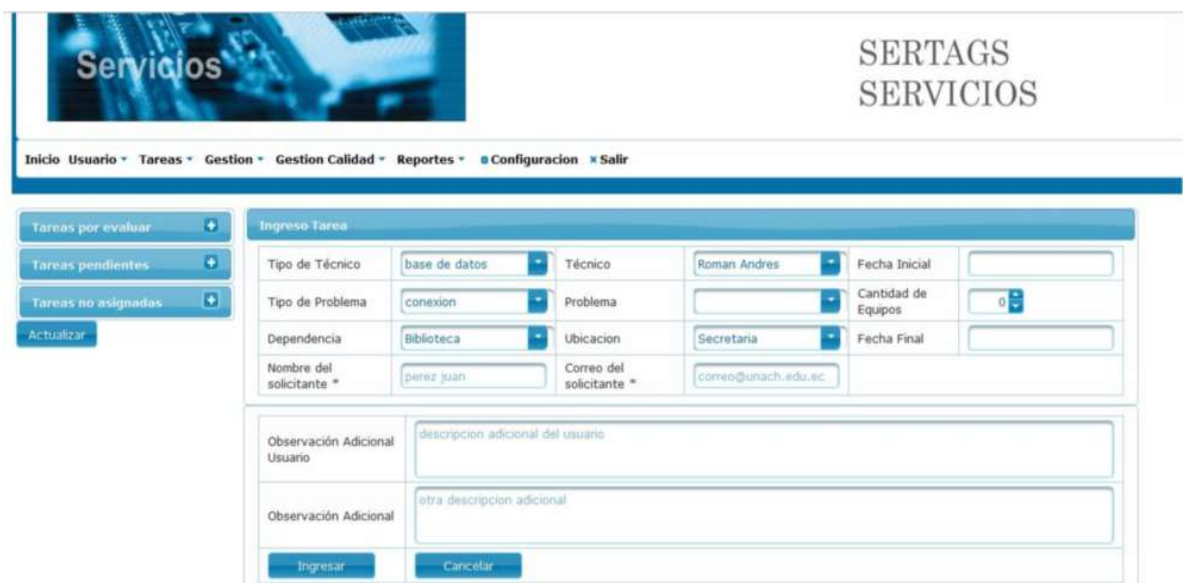 Servicios
SERTAGS
SERVICIOS
Inicio Usuario Tareas Gestion Gestion Calidad Reportes Configuracion Salir
Tareas por evaluar
Tareas pendientes
Tareas no asignadas
Actualizar
Ingreso Tarea
Tipo de Técnico base de datos Técnico Roman Andres Fecha Inicial
Tipo de Problema conexion Problema Cantidad de Equipos 0
Dependencia Biblioteca Ubicacion Secretaria Fecha Final
Nombre del solicitante * perez juan Correo del solicitante * correo@unach.edu.ec
Observación Adicional Usuario descripcion adicional del usuario
Observación Adicional otra descripcion adicional
Ingresar Cancelar